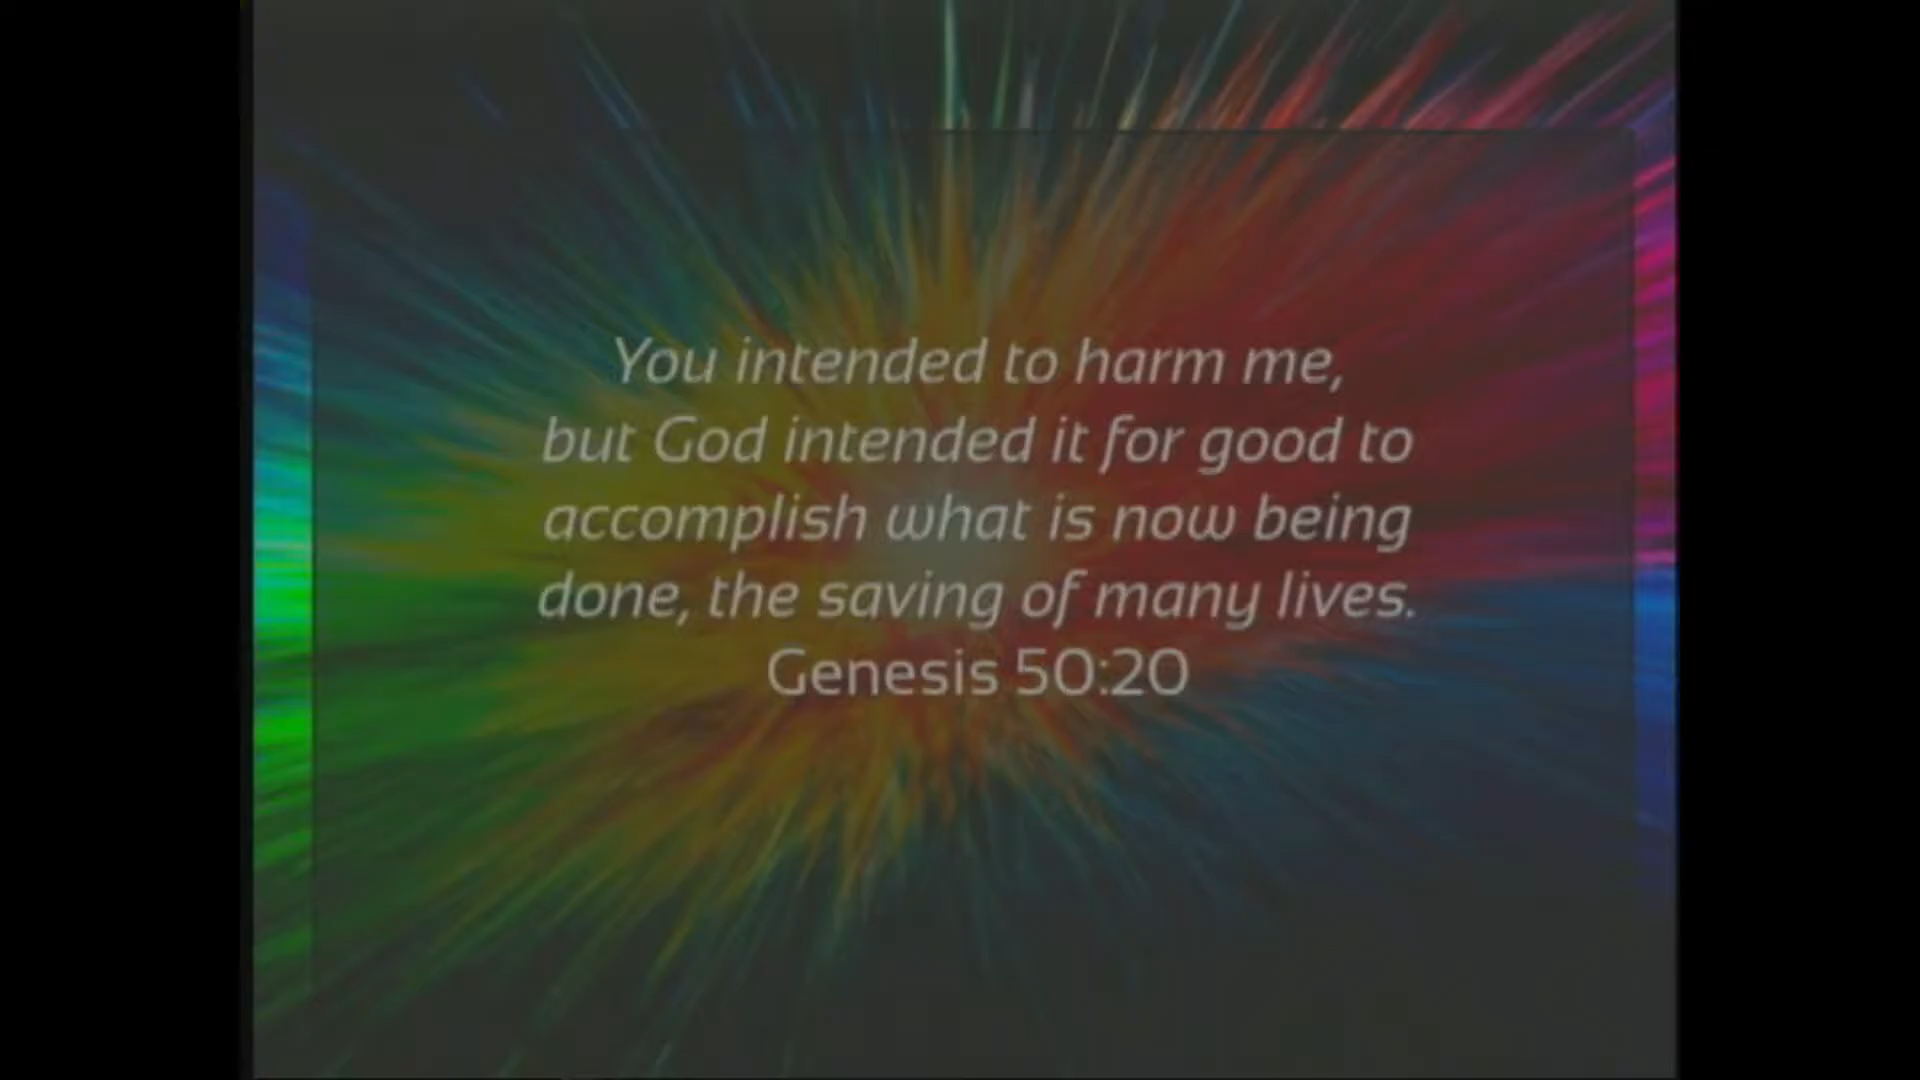 You intended to harm me,
but God intended it for good to
accomplish what is now being
done, the saving of many lives.
Genesis 50:20